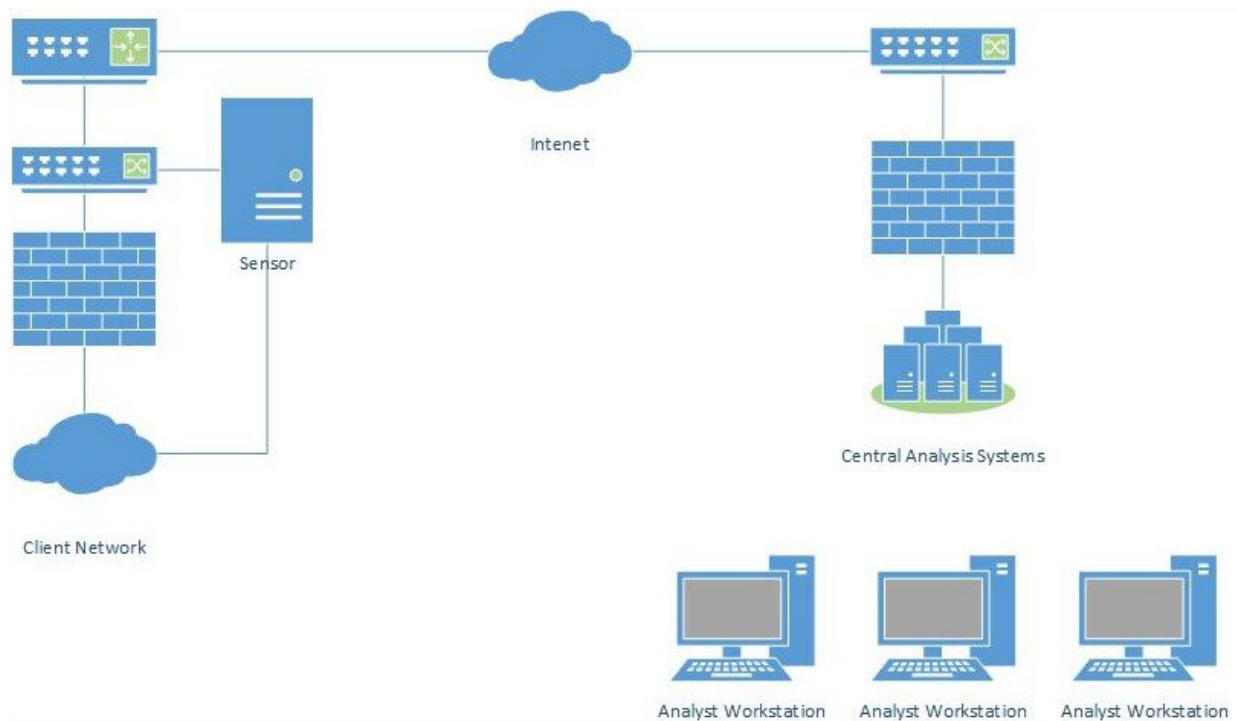 Intenet
Sensor
Central Analysis Systems
Client Network
Analyst Workstation
Analyst Workstation
Analyst Workstation